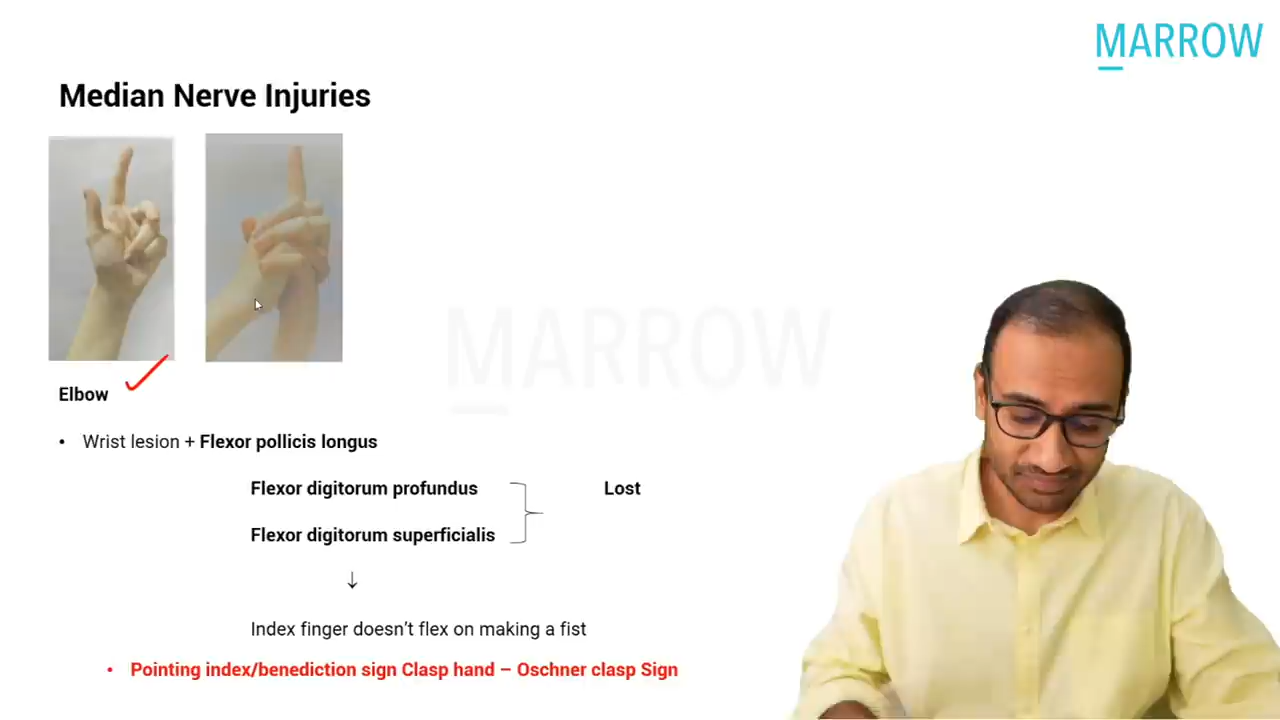 MARROW
Median Nerve Injuries
MARROW
Elbow
• Wrist lesion + Flexor pollicis longus
Flexor digitorum profundus
Lost
Flexor digitorum superficialis
↓
Index finger doesn't flex on making a fist
• Pointing index/benediction sign Clasp hand – Oschner clasp Sign